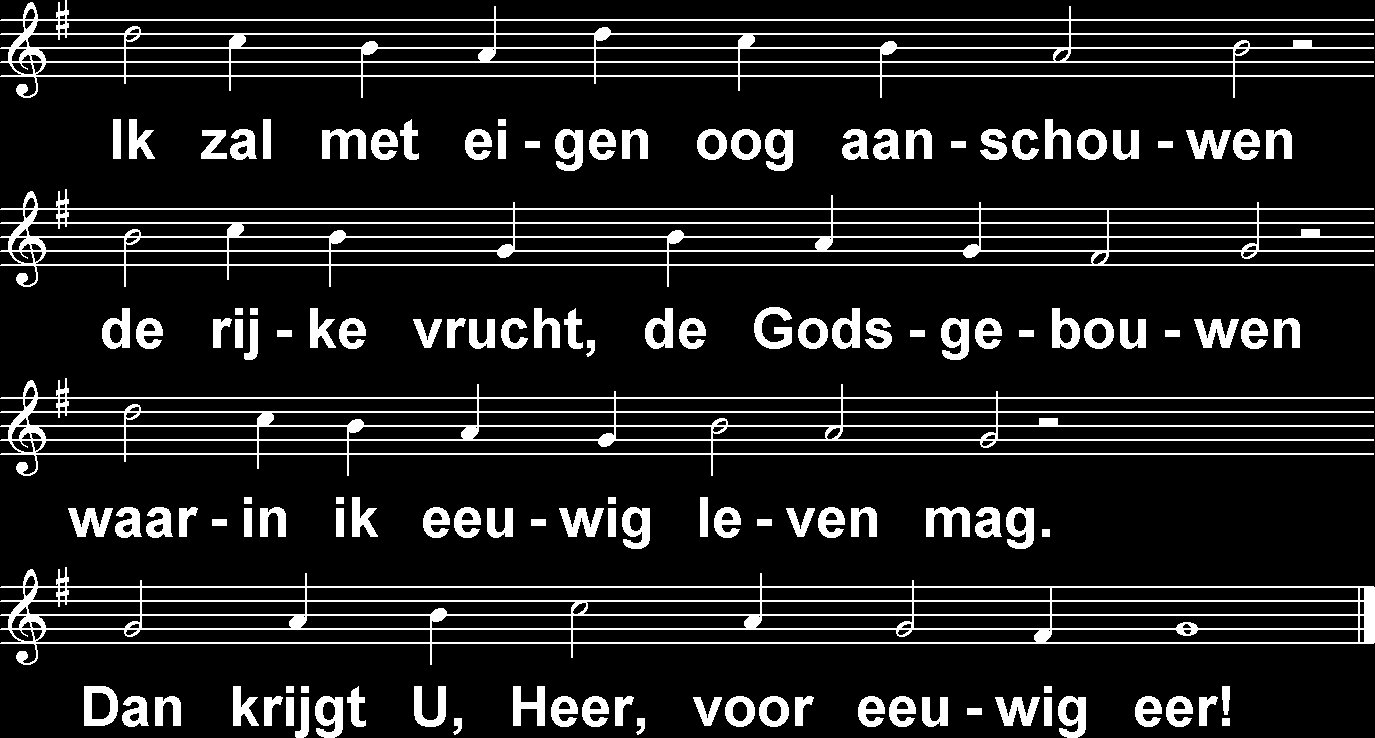 Ik zal met ei - gen oog aan - schou - wen
de rij - ke vrucht, de Gods - ge - bou - wen
waar - in ik eeu - wig le - ven mag.
Dan krijgt U, Heer, voor eeu - wig eer!